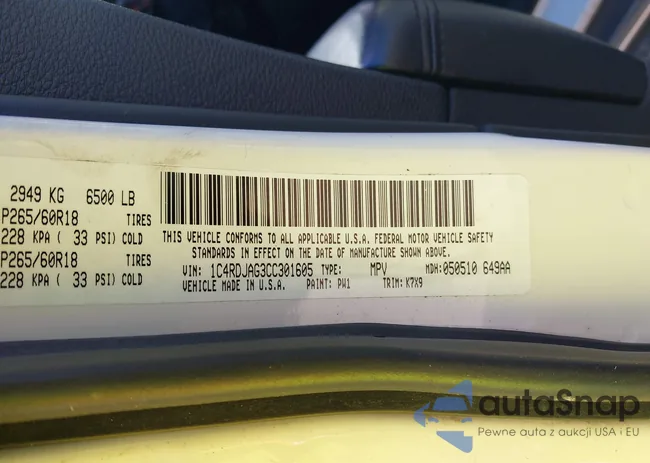 2949 KG 6500 LB
P265/60R18 TIRES
228 KPA ( 33 PSI) COLD
P265/60R18 TIRES
228 KPA ( 33 PSI) COLD
THIS VEHICLE CONFORMS TO ALL APPLICABLE U.S.A. FEDERAL MOTOR VEHICLE SAFETY
STANDARDS IN EFFECT ON THE DATE OF MANUFACTURE SHOWN ABOVE.
VIN: 1C4RDJAG3CC301605 TYPE: MPV MDH: 050510 649AA
VEHICLE MADE IN U.S.A. PAINT: PW1 TRIM: K7X9
autoSnap
Pewne auta z aukcji USA i EU